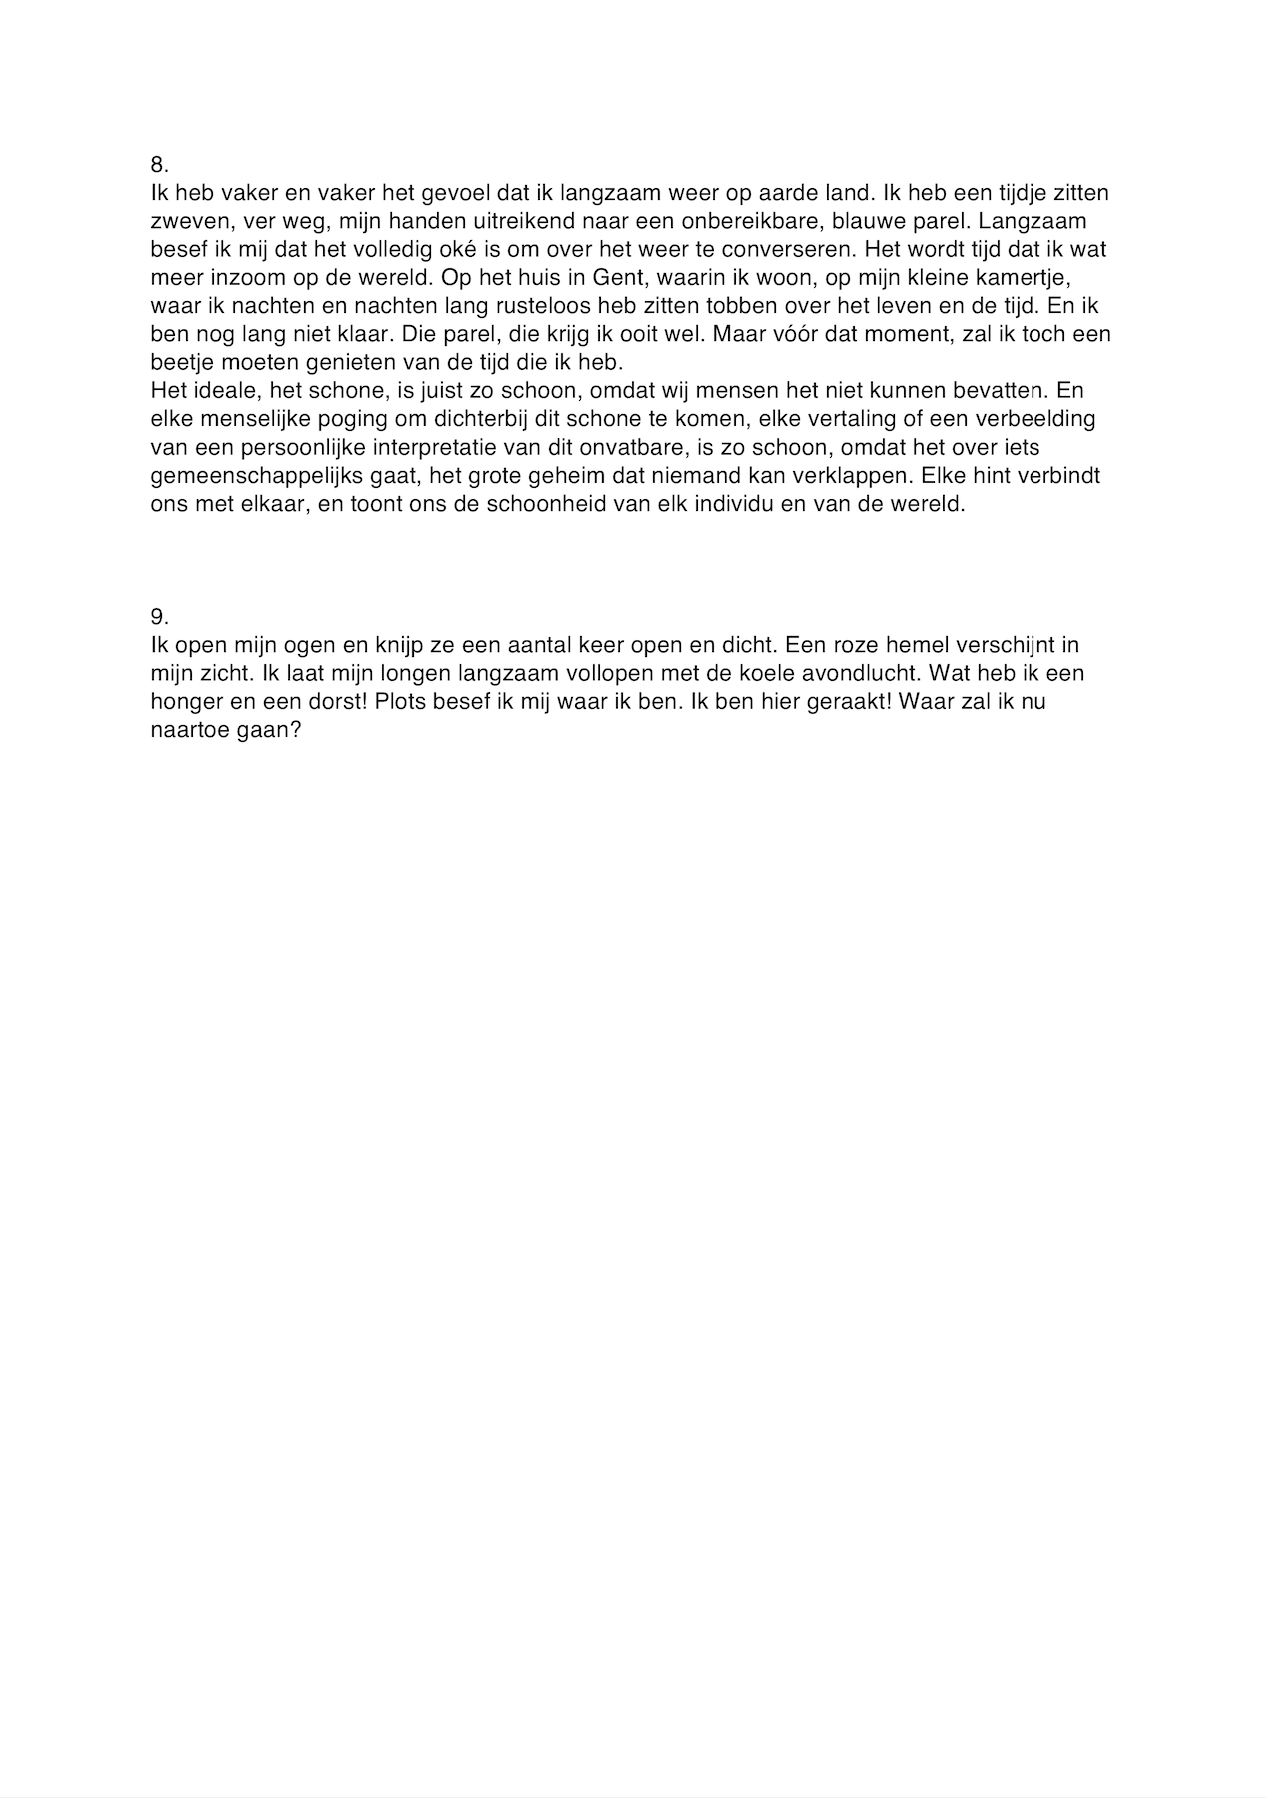 8.
Ik heb vaker en vaker het gevoel dat ik langzaam weer op aarde land. Ik heb een tijdje zitten
zweven, ver weg, mijn handen uitreikend naar een onbereikbare, blauwe parel. Langzaam
besef ik mij dat het volledig oké is om over het weer te converseren. Het wordt tijd dat ik wat
meer inzoom op de wereld. Op het huis in Gent, waarin ik woon, op mijn kleine kamertje,
waar ik nachten en nachten lang rusteloos heb zitten tobben over het leven en de tijd. En ik
ben nog lang niet klaar. Die parel, die krijg ik ooit wel. Maar vóór dat moment, zal ik toch een
beetje moeten genieten van de tijd die ik heb.
Het ideale, het schone, is juist zo schoon, omdat wij mensen het niet kunnen bevatten. En
elke menselijke poging om dichterbij dit schone te komen, elke vertaling of een verbeelding
van een persoonlijke interpretatie van dit onvatbare, is zo schoon, omdat het over iets
gemeenschappelijks gaat, het grote geheim dat niemand kan verklappen. Elke hint verbindt
ons met elkaar, en toont ons de schoonheid van elk individu en van de wereld.
9.
Ik open mijn ogen en knijp ze een aantal keer open en dicht. Een roze hemel verschijnt in
mijn zicht. Ik laat mijn longen langzaam vollopen met de koele avondlucht. Wat heb ik een
honger en een dorst! Plots besef ik mij waar ik ben. Ik ben hier geraakt! Waar zal ik nu
naartoe gaan?